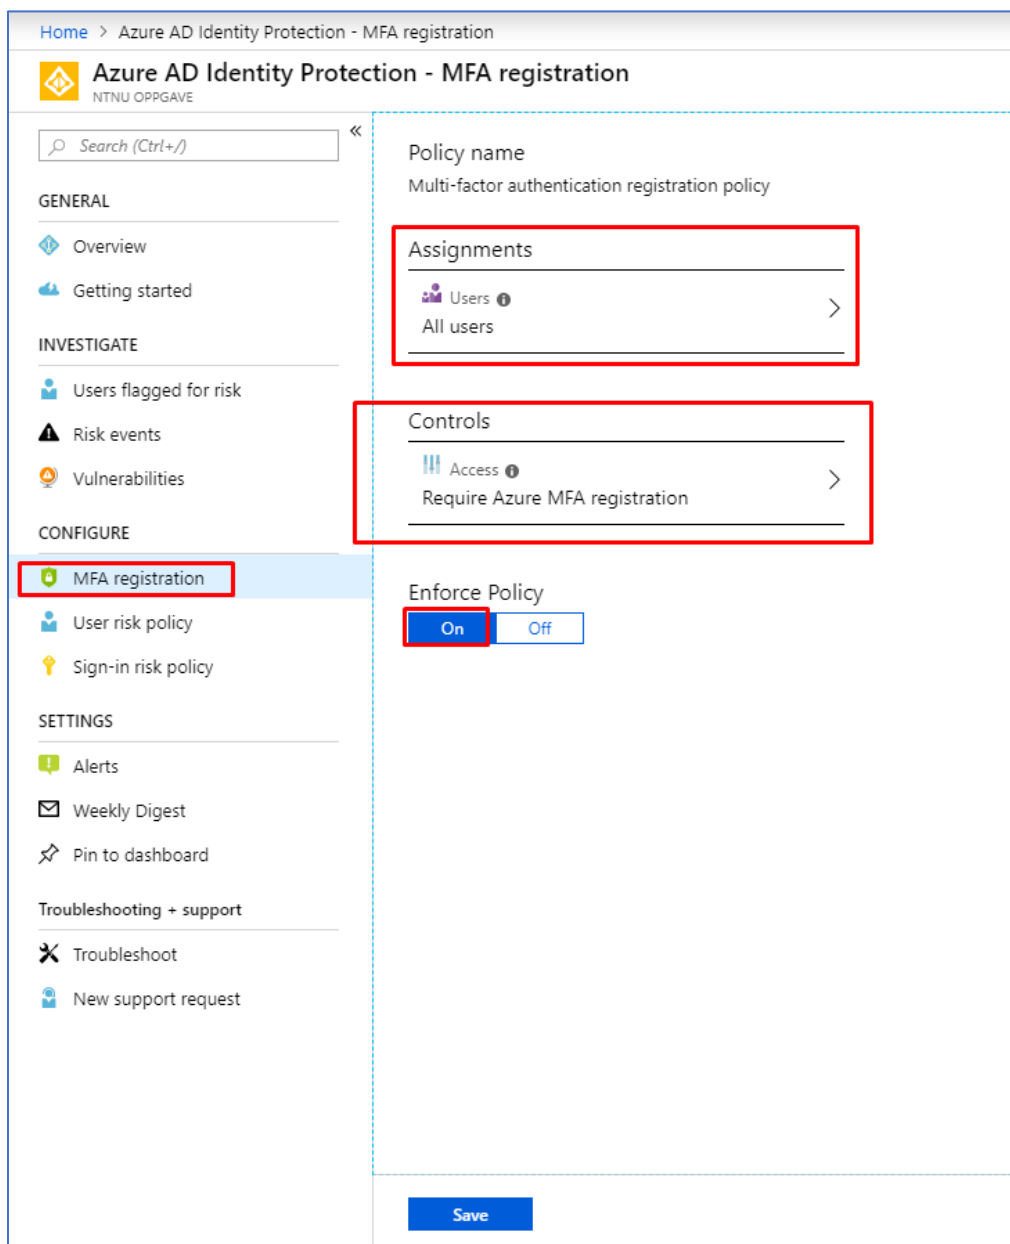 Home > Azure AD Identity Protection - MFA registration
Azure AD Identity Protection - MFA registration
NTNU OPPGAVE
Search (Ctrl+/)
«
GENERAL
Overview
Getting started
INVESTIGATE
Users flagged for risk
Risk events
Vulnerabilities
CONFIGURE
MFA registration
User risk policy
Sign-in risk policy
SETTINGS
Alerts
Weekly Digest
Pin to dashboard
Troubleshooting + support
Troubleshoot
New support request
Policy name
Multi-factor authentication registration policy
Assignments
Users
All users
Controls
Access
Require Azure MFA registration
Enforce Policy
On Off
Save